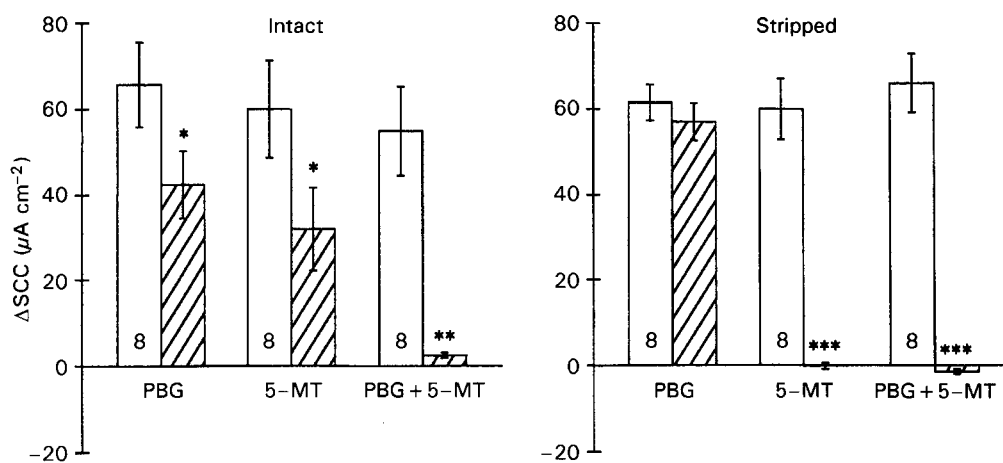 Intact
ΔSCC (μA cm⁻²)
80
60
40
20
0
−20
*
*
**
8
8
8
PBG
5−MT
PBG + 5−MT
Stripped
80
60
40
20
0
−20
***
***
8
8
8
PBG
5−MT
PBG + 5−MT